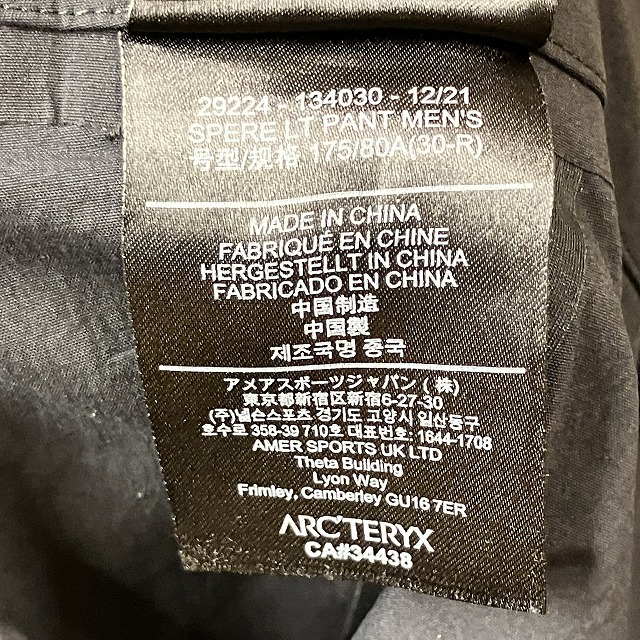 29224 - 134030 - 12/21
SPERE LT PANT MEN'S
号型/规格 175/80A(30-R)
MADE IN CHINA
FABRIQUÉ EN CHINE
HERGESTELLT IN CHINA
FABRICADO EN CHINA
中国制造
中国製
제조국명 중국
アメアスポーツジャパン (株)
東京都新宿区新宿6-27-30
(주)넬슨스포츠 경기도 고양시 일산동구
호수로 358-39 710호 대표번호: 1644-1708
AMER SPORTS UK LTD
Theta Building
Lyon Way
Frimley, Camberley GU16 7ER
ARC'TERYX
CA#34438